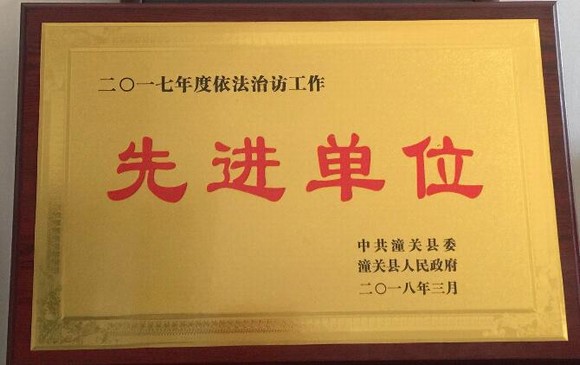 二〇一七年度依法治访工作
先进单位
中共潼关县委
潼关县人民政府
二〇一八年三月